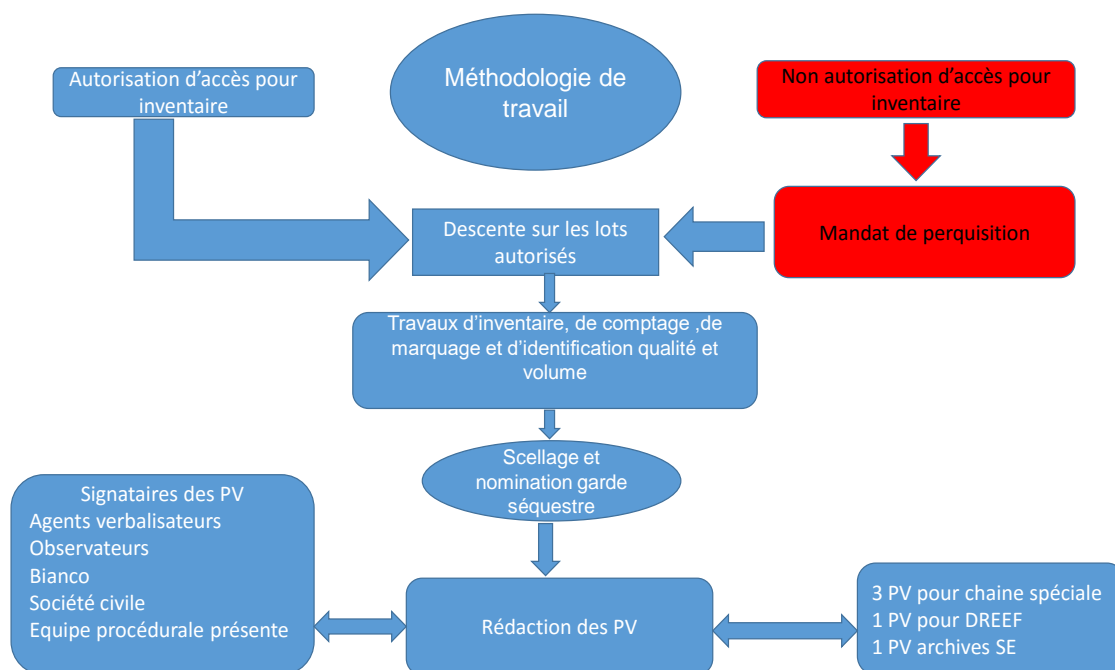 Méthodologie de
travail
Autorisation d'accès pour
inventaire
Non autorisation d'accès pour
inventaire
Mandat de perquisition
Descente sur les lots
autorisés
Travaux d'inventaire, de comptage ,de
marquage et d'identification qualité et
volume
Scellage et
nomination garde
séquestre
Signataires des PV
Agents verbalisateurs
Observateurs
Bianco
Société civile
Equipe procédurale présente
Rédaction des PV
3 PV pour chaine spéciale
1 PV pour DREEF
1 PV archives SE